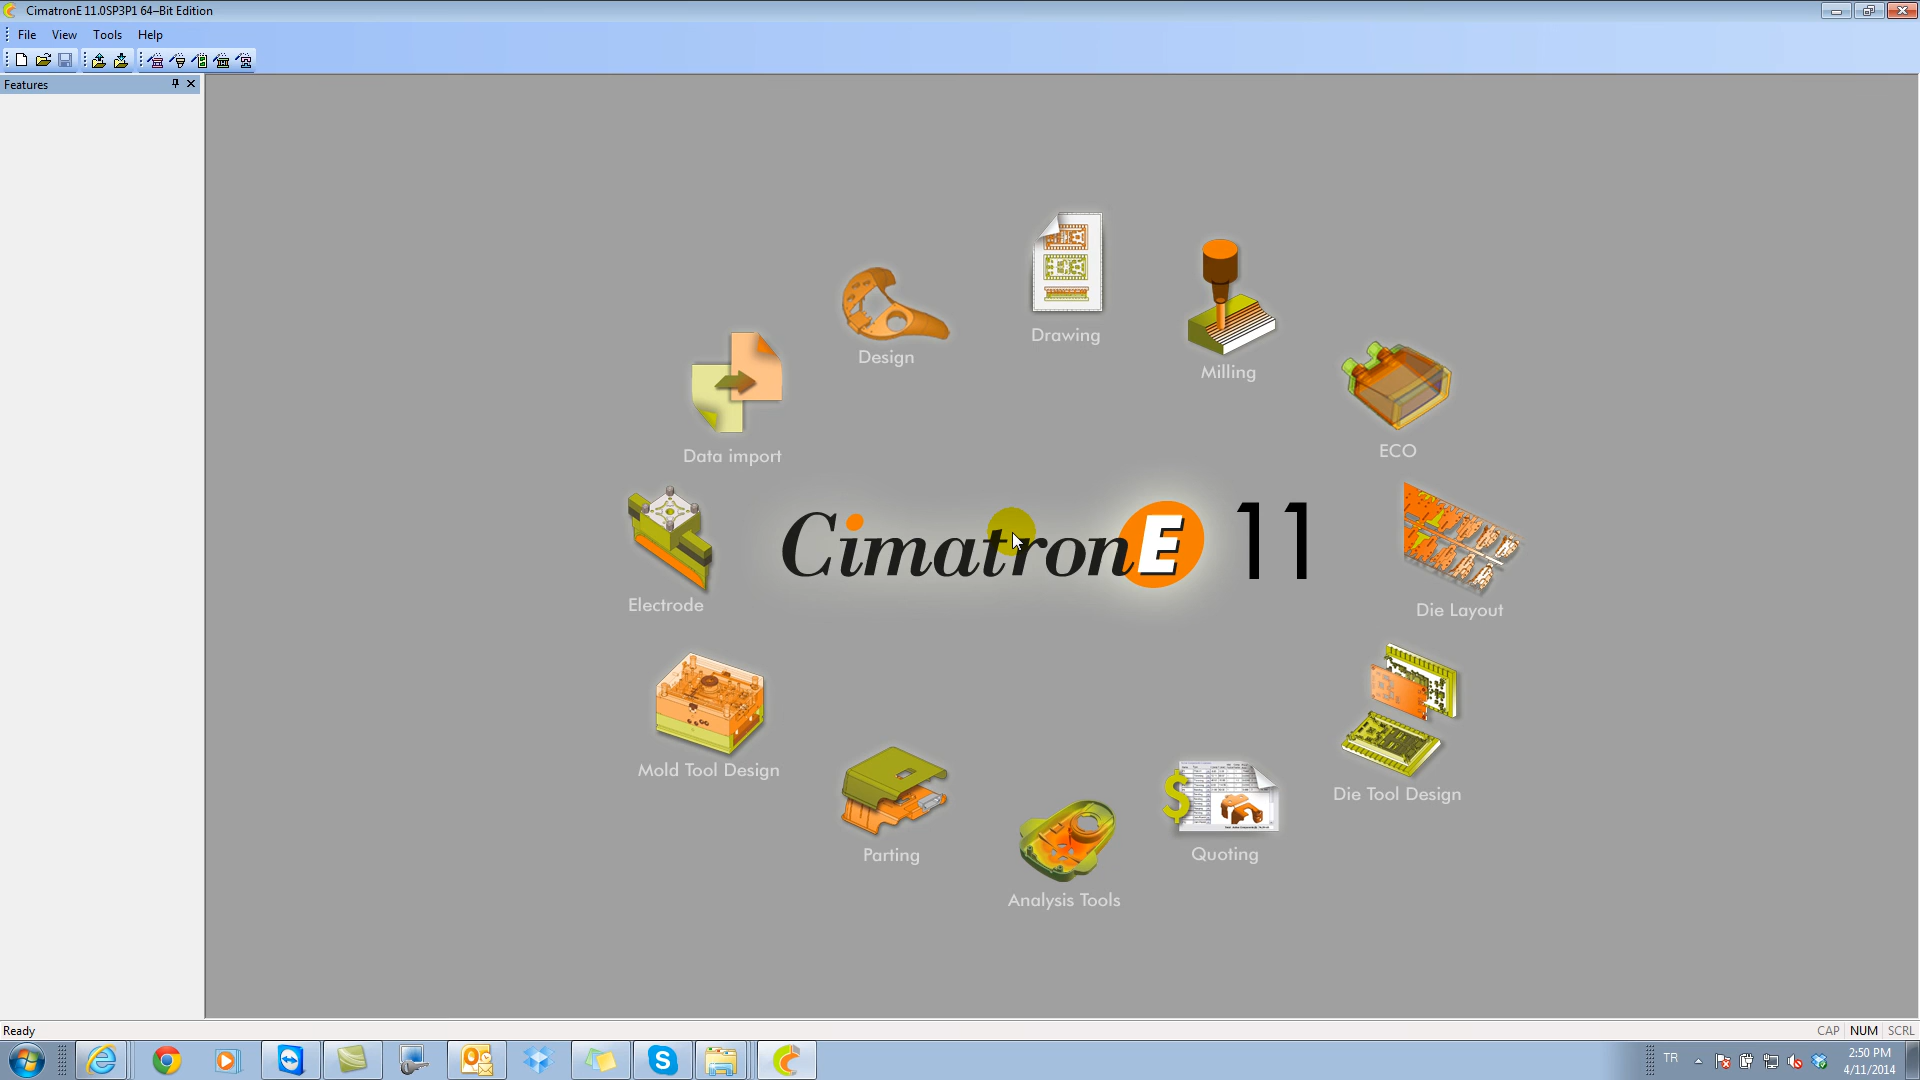 CimatronE 11.0SP3P1 64–Bit Edition
File View Tools Help
Features
Drawing
Design
Milling
ECO
Data import
CimatronE 11
Electrode
Die Layout
Mold Tool Design
Die Tool Design
Parting
Quoting
Analysis Tools
Ready
CAP NUM SCRL
TR
2:50 PM
4/11/2014